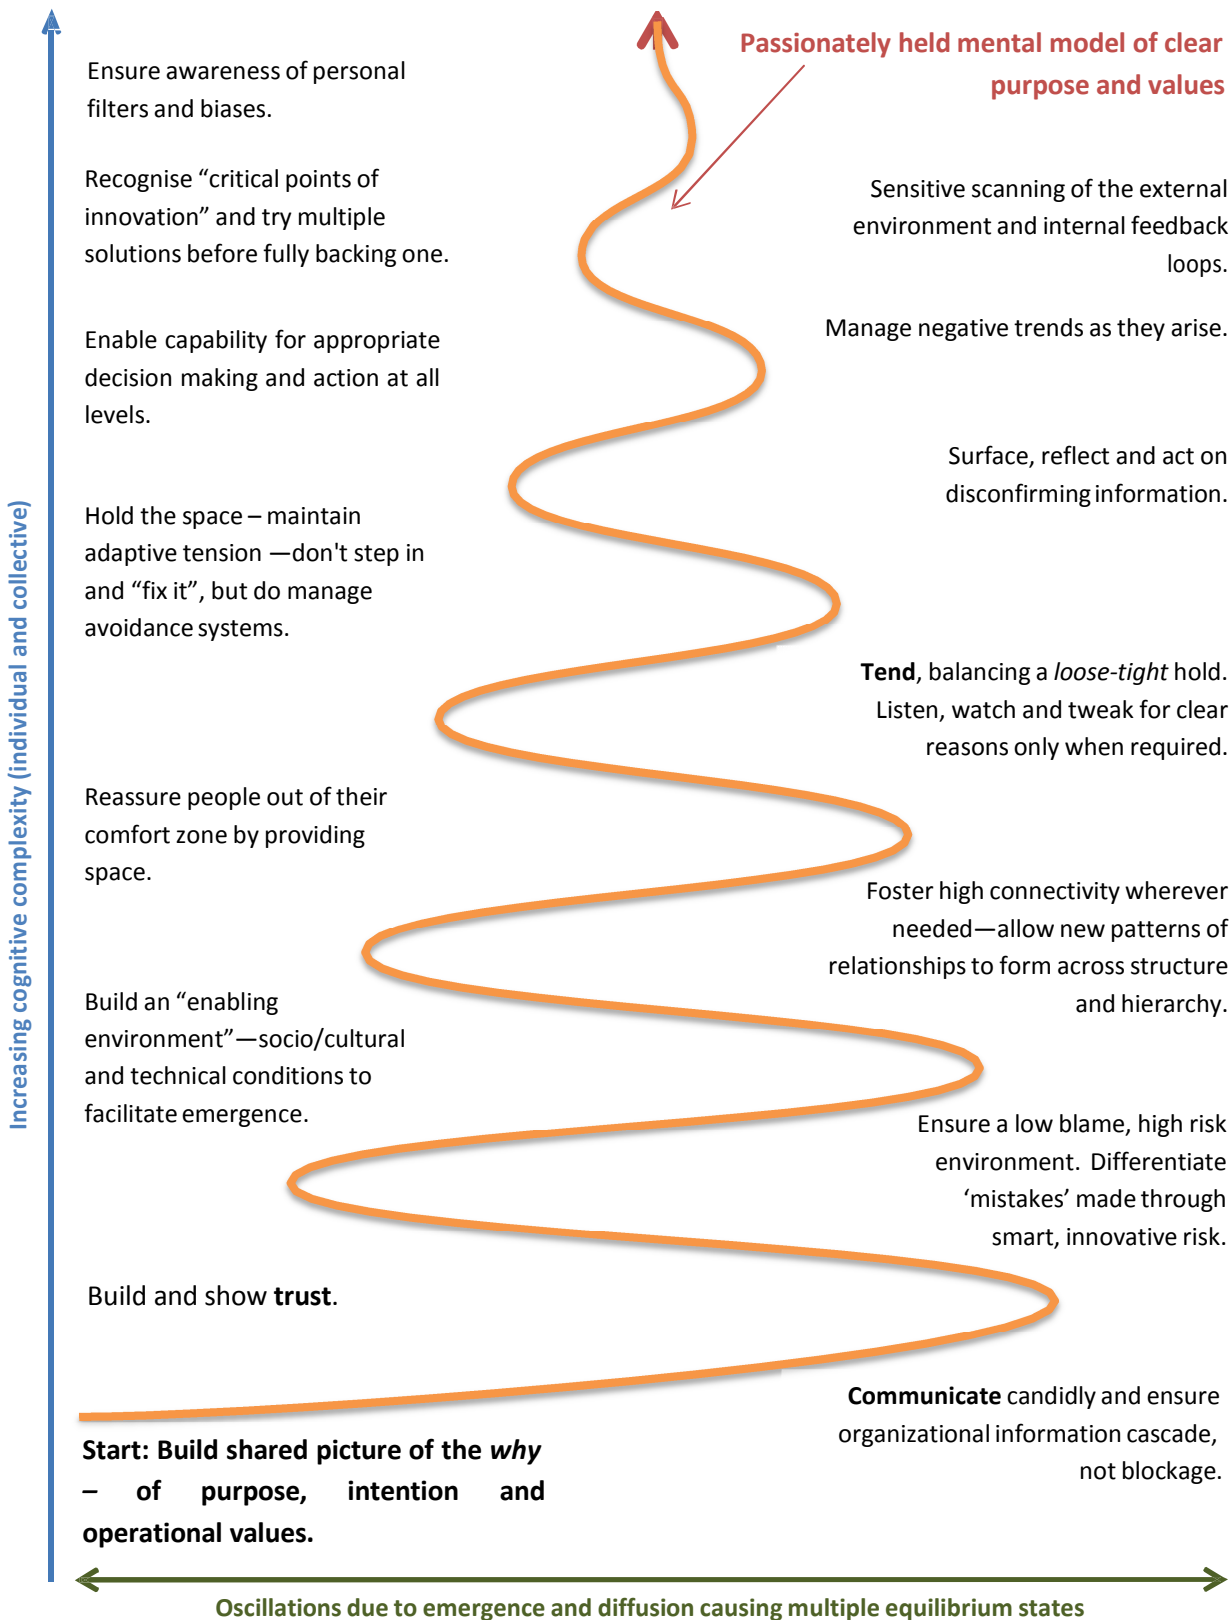 Passionately held mental model of clear
purpose and values
Ensure awareness of personal
filters and biases.
Recognise “critical points of
innovation” and try multiple
solutions before fully backing one.
Sensitive scanning of the external
environment and internal feedback
loops.
Enable capability for appropriate
decision making and action at all
levels.
Manage negative trends as they arise.
Surface, reflect and act on
disconfirming information.
Hold the space – maintain
adaptive tension —don't step in
and “fix it”, but do manage
avoidance systems.
Tend, balancing a loose-tight hold.
Listen, watch and tweak for clear
reasons only when required.
Reassure people out of their
comfort zone by providing
space.
Foster high connectivity wherever
needed—allow new patterns of
relationships to form across structure
and hierarchy.
Build an “enabling
environment”—socio/cultural
and technical conditions to
facilitate emergence.
Ensure a low blame, high risk
environment. Differentiate
‘mistakes’ made through
smart, innovative risk.
Build and show trust.
Communicate candidly and ensure
organizational information cascade,
not blockage.
Start: Build shared picture of the why
– of purpose, intention and
operational values.
Increasing cognitive complexity (individual and collective)
Oscillations due to emergence and diffusion causing multiple equilibrium states